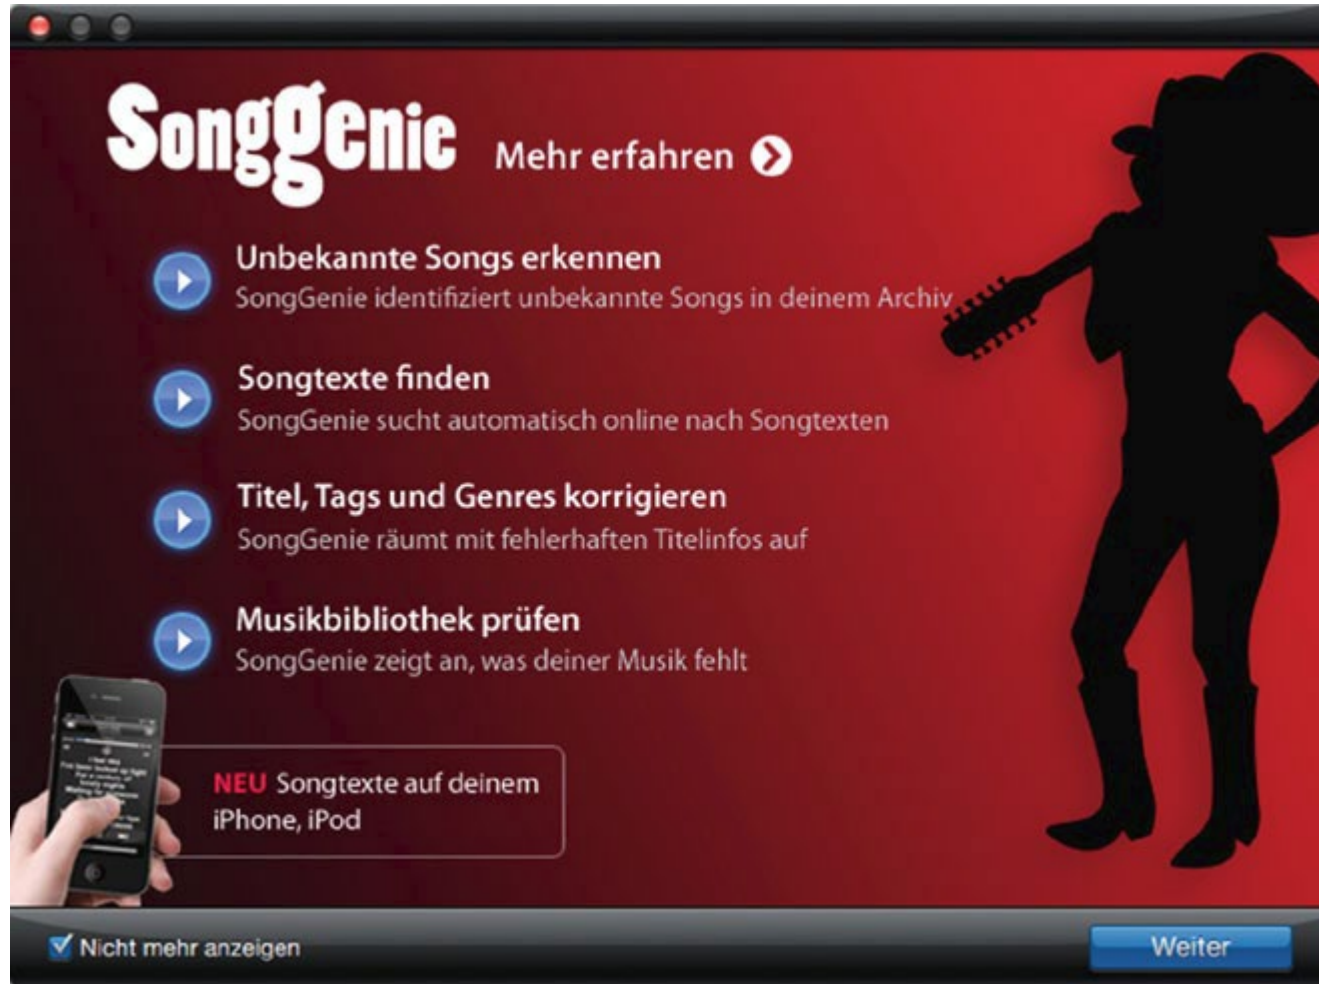 SongGenie
Mehr erfahren
Unbekannte Songs erkennen
SongGenie identifiziert unbekannte Songs in deinem Archiv
Songtexte finden
SongGenie sucht automatisch online nach Songtexten
Titel, Tags und Genres korrigieren
SongGenie räumt mit fehlerhaften Titelinfos auf
Musikbibliothek prüfen
SongGenie zeigt an, was deiner Musik fehlt
NEU Songtexte auf deinem
iPhone, iPod
Nicht mehr anzeigen
Weiter